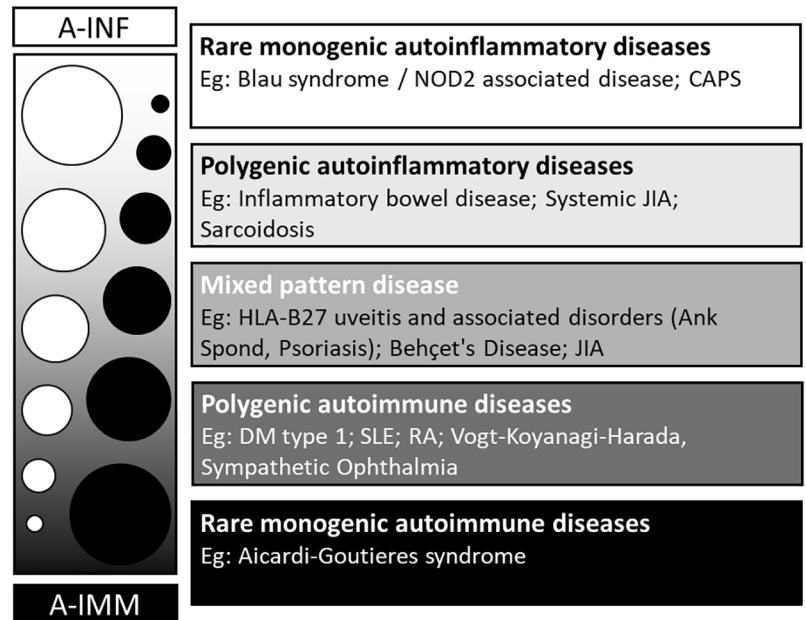 A-INF
Rare monogenic autoinflammatory diseases
Eg: Blau syndrome / NOD2 associated disease; CAPS
Polygenic autoinflammatory diseases
Eg: Inflammatory bowel disease; Systemic JIA;
Sarcoidosis
Mixed pattern disease
Eg: HLA-B27 uveitis and associated disorders (Ank
Spond, Psoriasis); Behçet's Disease; JIA
Polygenic autoimmune diseases
Eg: DM type 1; SLE; RA; Vogt-Koyanagi-Harada,
Sympathetic Ophthalmia
Rare monogenic autoimmune diseases
Eg: Aicardi-Goutieres syndrome
A-IMM